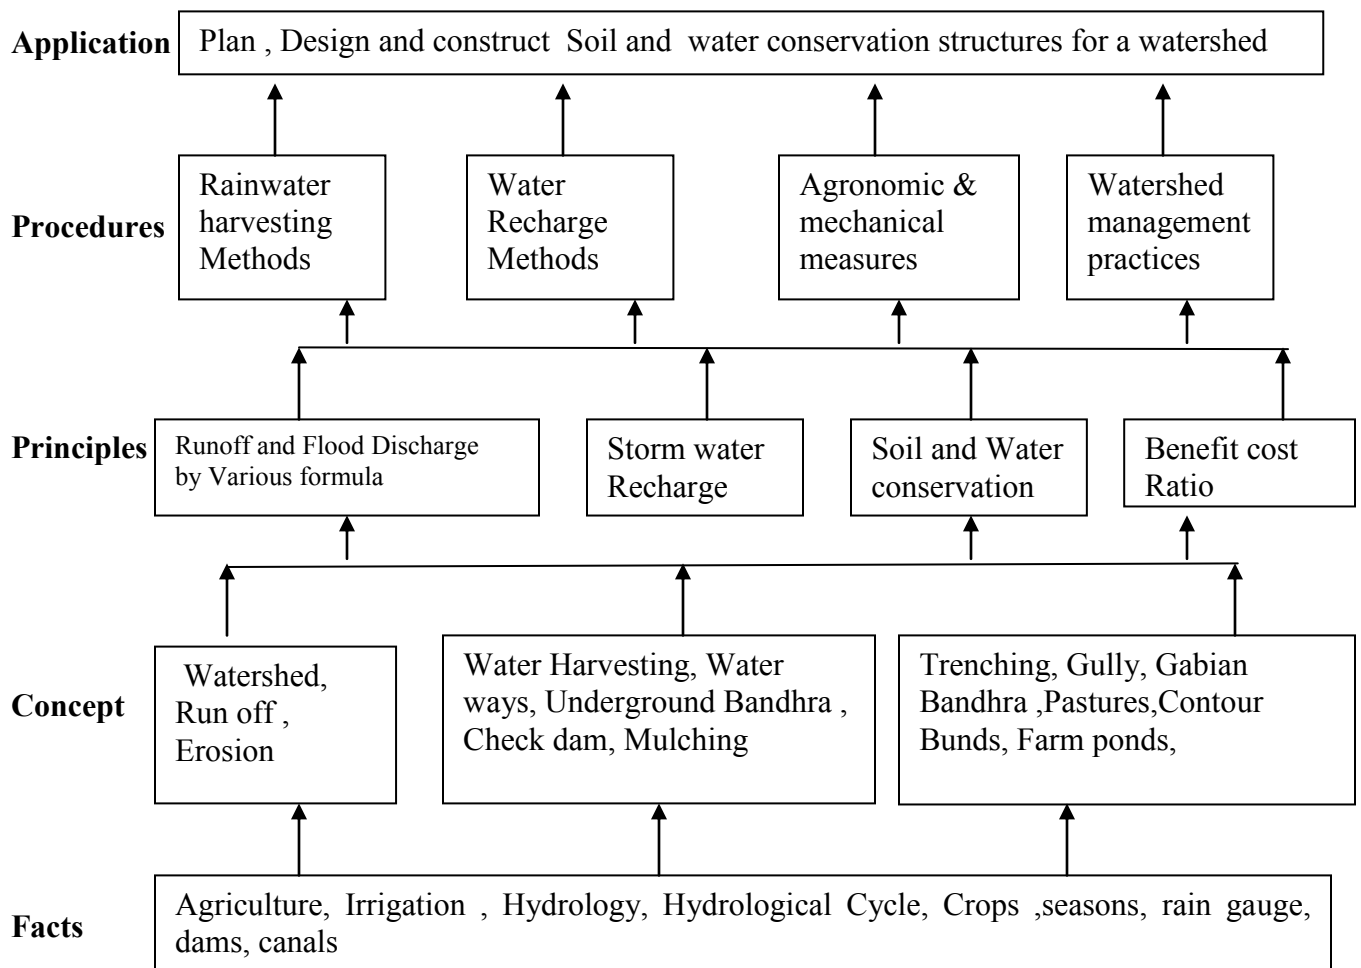 Application
Plan , Design and construct Soil and water conservation structures for a watershed
Procedures
Rainwater
harvesting
Methods
Water
Recharge
Methods
Agronomic &
mechanical
measures
Watershed
management
practices
Principles
Runoff and Flood Discharge
by Various formula
Storm water
Recharge
Soil and Water
conservation
Benefit cost
Ratio
Concept
Watershed,
Run off ,
Erosion
Water Harvesting, Water
ways, Underground Bandhra ,
Check dam, Mulching
Trenching, Gully, Gabian
Bandhra ,Pastures,Contour
Bunds, Farm ponds,
Facts
Agriculture, Irrigation , Hydrology, Hydrological Cycle, Crops ,seasons, rain gauge,
dams, canals